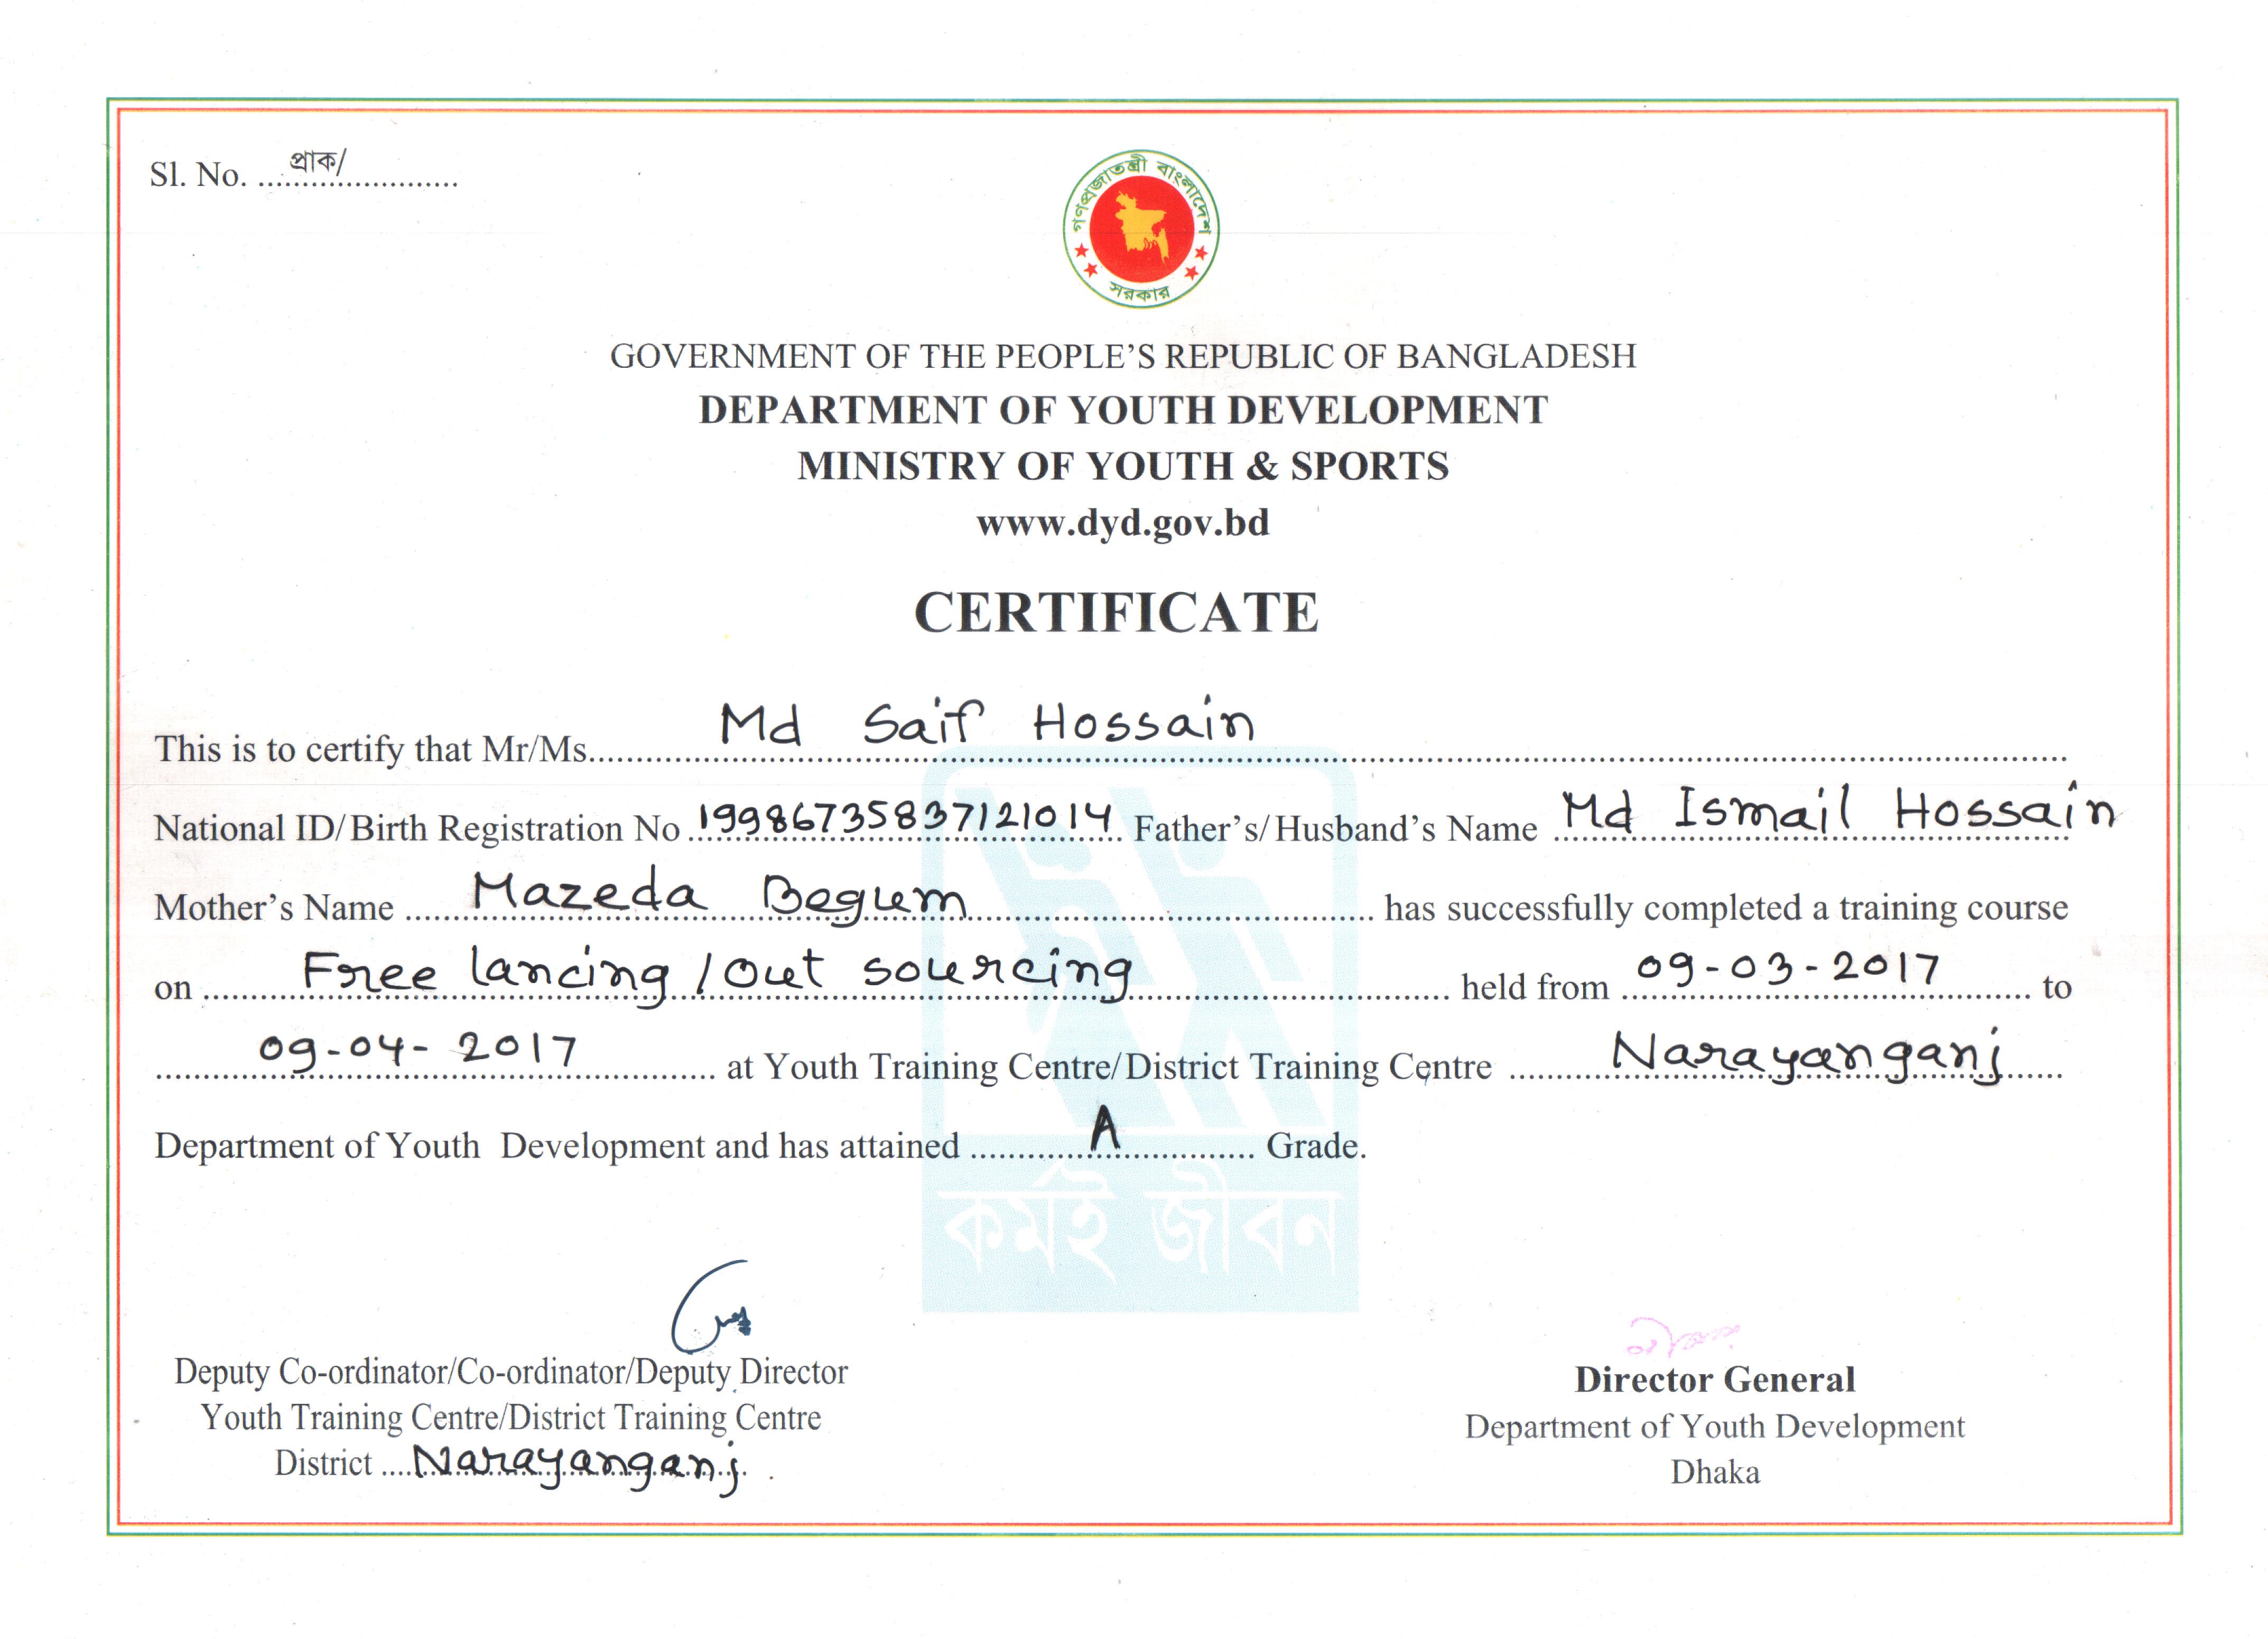 Sl. No. ....প্রাক/......................
গণপ্রজাতন্ত্রী বাংলাদেশ
সরকার
GOVERNMENT OF THE PEOPLE'S REPUBLIC OF BANGLADESH
DEPARTMENT OF YOUTH DEVELOPMENT
MINISTRY OF YOUTH & SPORTS
www.dyd.gov.bd
CERTIFICATE
This is to certify that Mr/Ms. Md Saif Hossain
National ID/Birth Registration No 19986735837121014 Father's/Husband's Name Md Ismail Hossain
Mother's Name Mazeda Begum has successfully completed a training course
on Free lancing / Out sourcing held from 09-03-2017 to
09-04-2017 at Youth Training Centre/District Training Centre Narayanganj
Department of Youth Development and has attained A Grade.
কর্মই জীবন
Deputy Co-ordinator/Co-ordinator/Deputy Director
Youth Training Centre/District Training Centre
District Narayanganj
Director General
Department of Youth Development
Dhaka